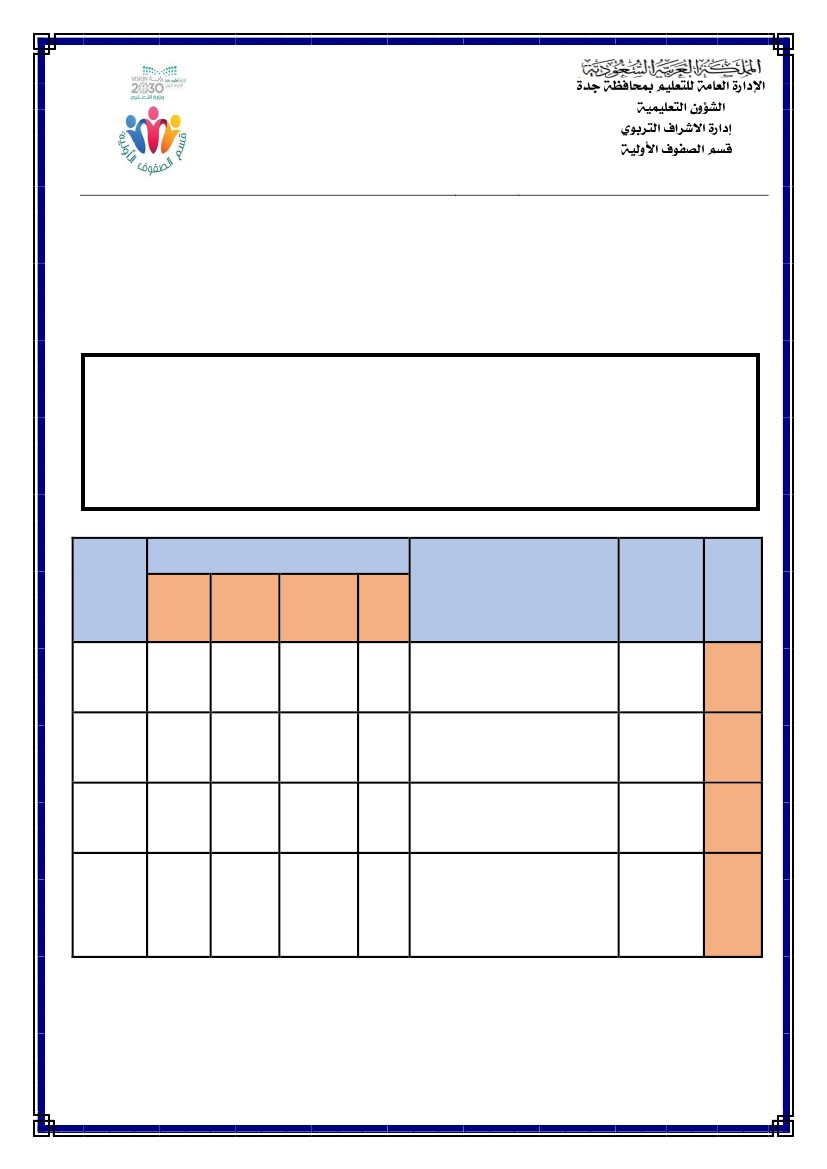 المملكة العربية السعودية
الإدارة العامة للتعليم بمحافظة جدة
الشؤون التعليمية
إدارة الاشراف التربوي
قسم الصفوف الأولية
VISION رؤية
2030
وزارة التعليم
قسم الصفوف الأولية